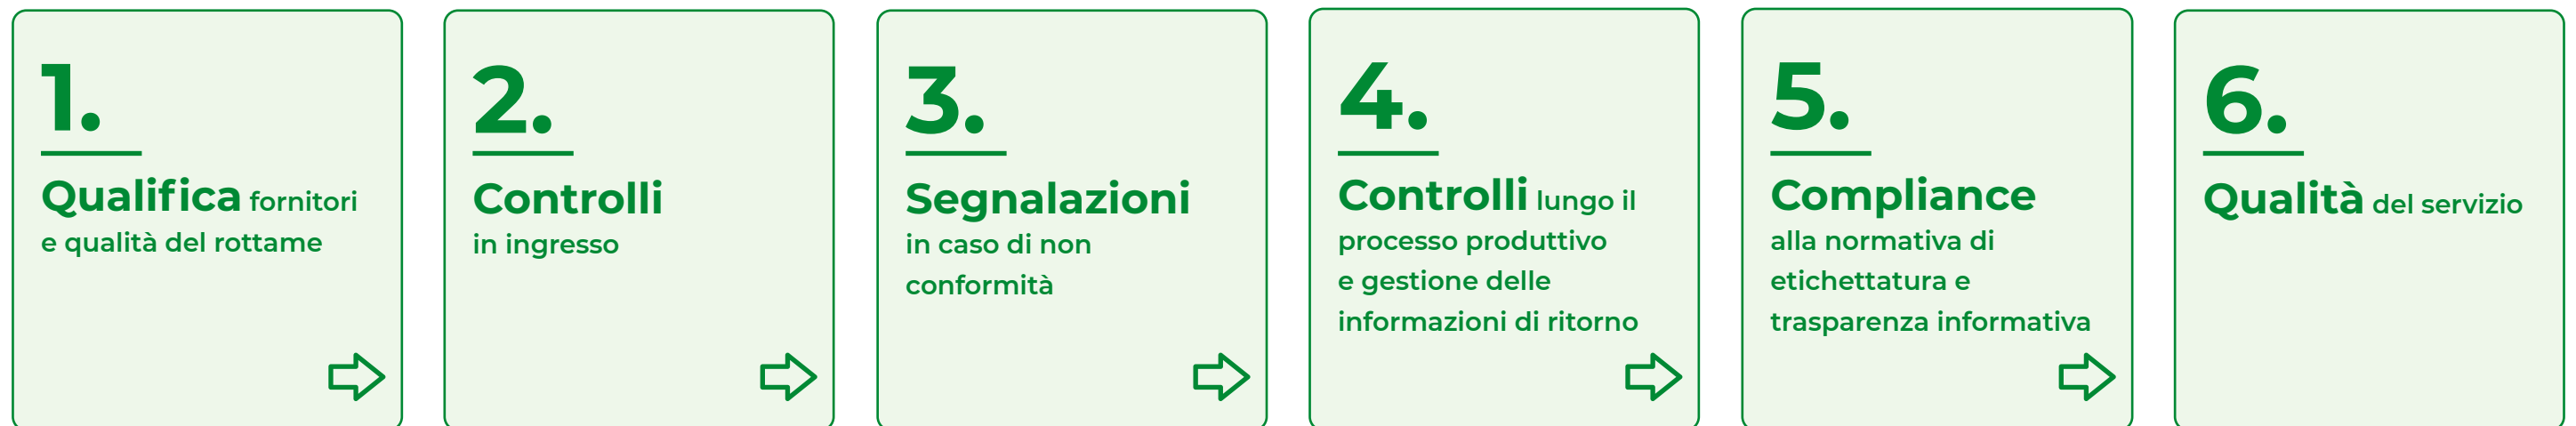 1.
Qualifica fornitori
e qualità del rottame
2.
Controlli
in ingresso
3.
Segnalazioni
in caso di non
conformità
4.
Controlli lungo il
processo produttivo
e gestione delle
informazioni di ritorno
5.
Compliance
alla normativa di
etichettatura e
trasparenza informativa
6.
Qualità del servizio